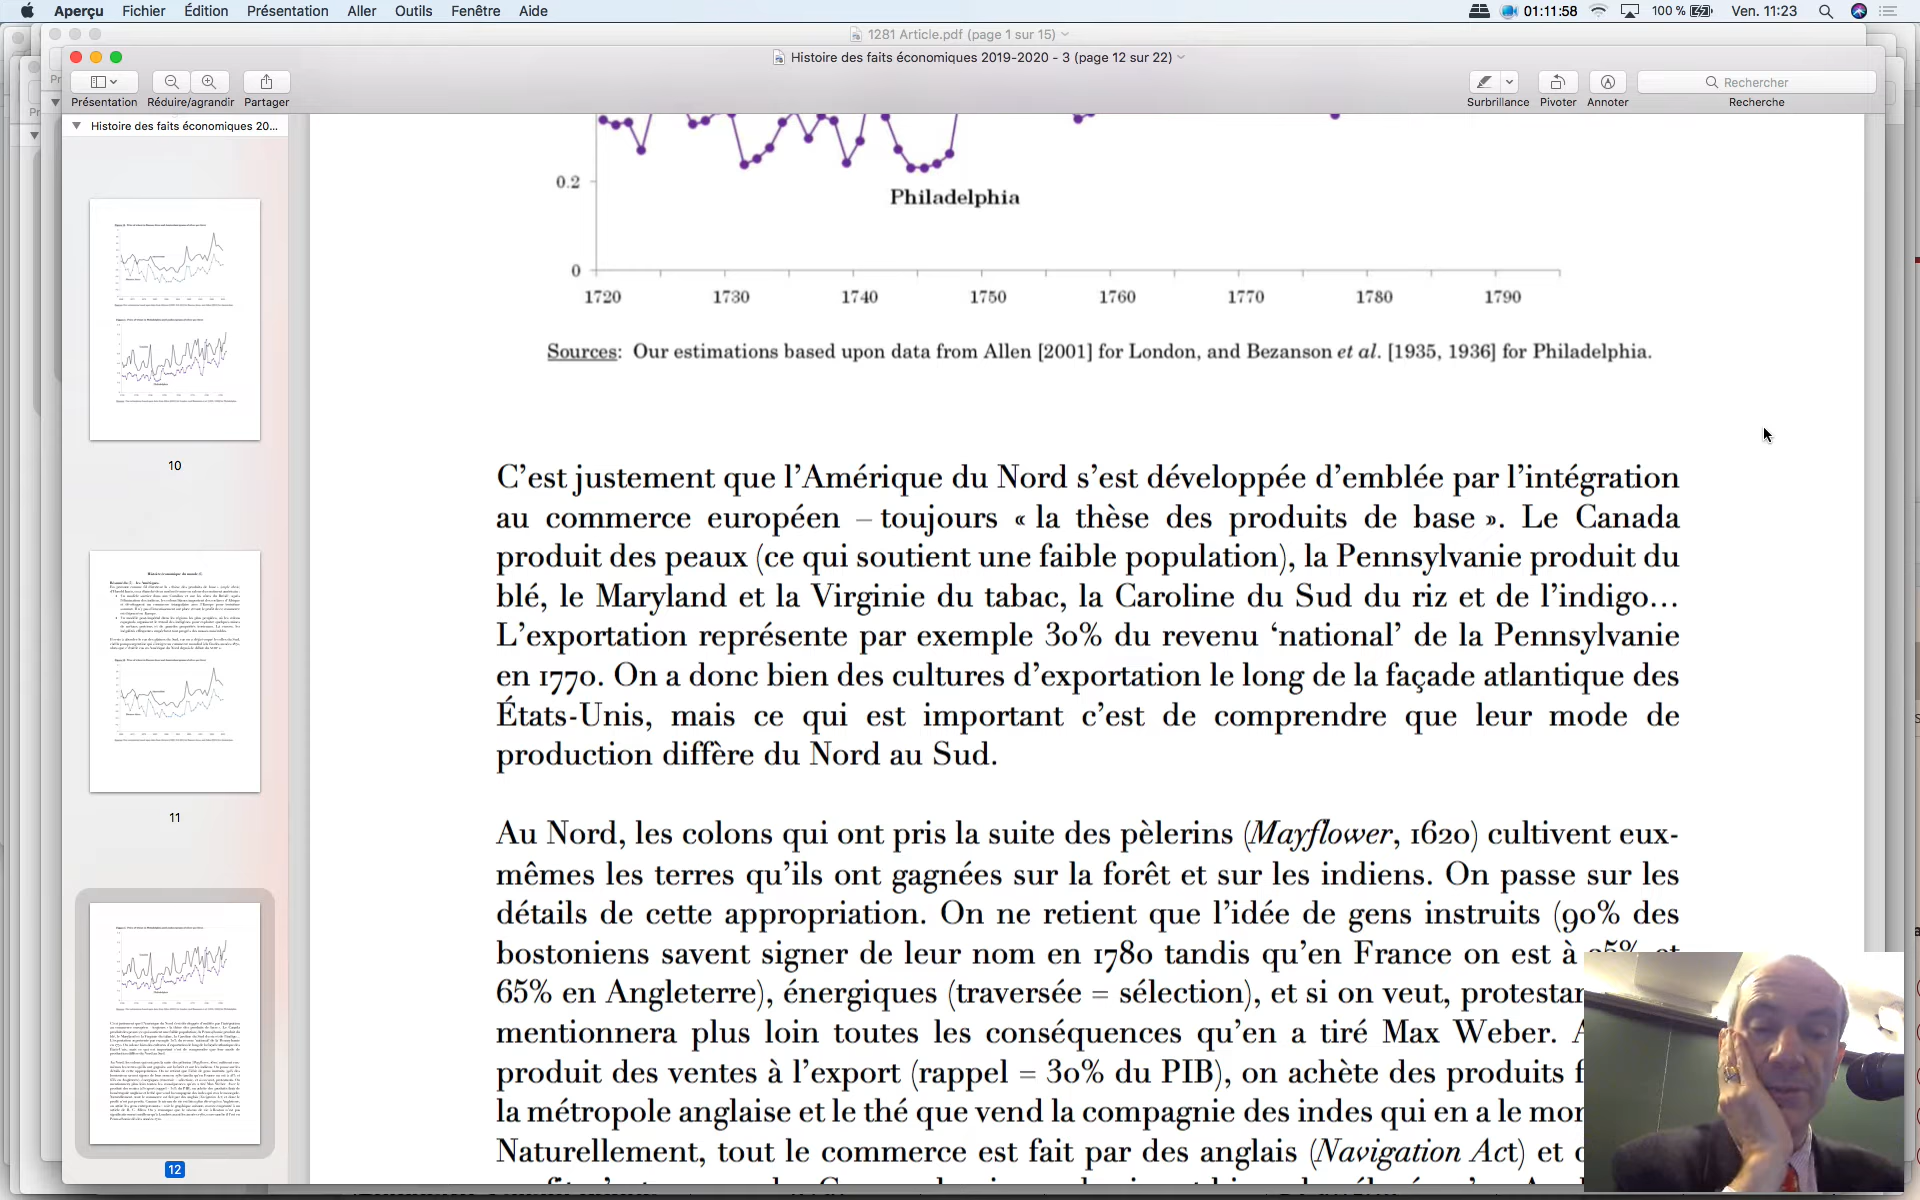 Aperçu Fichier Édition Présentation Aller Outils Fenêtre Aide 01:11:58 100 % Ven. 11:23
1281 Article.pdf (page 1 sur 15)
Histoire des faits économiques 2019-2020 - 3 (page 12 sur 22)
Rechercher
Présentation Réduire/agrandir Partager Surbrillance Pivoter Annoter Recherche
Histoire des faits économiques 20...
10
11
12
0.2
Philadelphia
0
1720 1730 1740 1750 1760 1770 1780 1790
Sources: Our estimations based upon data from Allen [2001] for London, and Bezanson et al. [1935, 1936] for Philadelphia.
C’est justement que l’Amérique du Nord s’est développée d’emblée par l’intégration
au commerce européen – toujours « la thèse des produits de base ». Le Canada
produit des peaux (ce qui soutient une faible population), la Pennsylvanie produit du
blé, le Maryland et la Virginie du tabac, la Caroline du Sud du riz et de l’indigo…
L’exportation représente par exemple 30% du revenu ‘national’ de la Pennsylvanie
en 1770. On a donc bien des cultures d’exportation le long de la façade atlantique des
États-Unis, mais ce qui est important c’est de comprendre que leur mode de
production diffère du Nord au Sud.
Au Nord, les colons qui ont pris la suite des pèlerins (Mayflower, 1620) cultivent eux-
mêmes les terres qu’ils ont gagnées sur la forêt et sur les indiens. On passe sur les
détails de cette appropriation. On ne retient que l’idée de gens instruits (90% des
bostoniens savent signer de leur nom en 1780 tandis qu’en France on est à
65% en Angleterre), énergiques (traversée = sélection), et si on veut, protestan
mentionnera plus loin toutes les conséquences qu’en a tiré Max Weber.
produit des ventes à l’export (rappel = 30% du PIB), on achète des produits f
la métropole anglaise et le thé que vend la compagnie des indes qui en a le mon
Naturellement, tout le commerce est fait par des anglais (Navigation Act) et